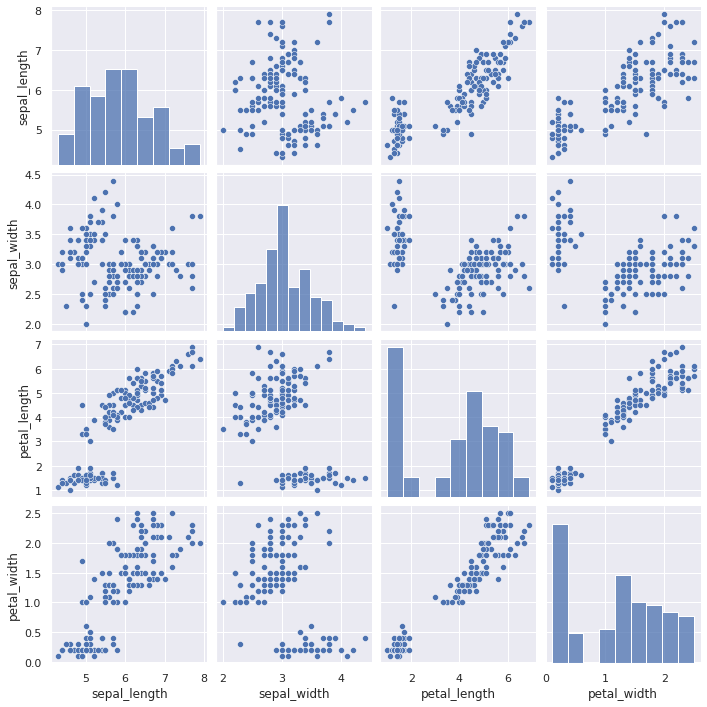 8
7
6
5
sepal_length
4.5
4.0
3.5
3.0
2.5
2.0
sepal_width
7
6
5
4
3
2
1
petal_length
2.5
2.0
1.5
1.0
0.5
0.0
petal_width
5 6 7 8
sepal_length
2 3 4
sepal_width
2 4 6
petal_length
0 1 2
petal_width